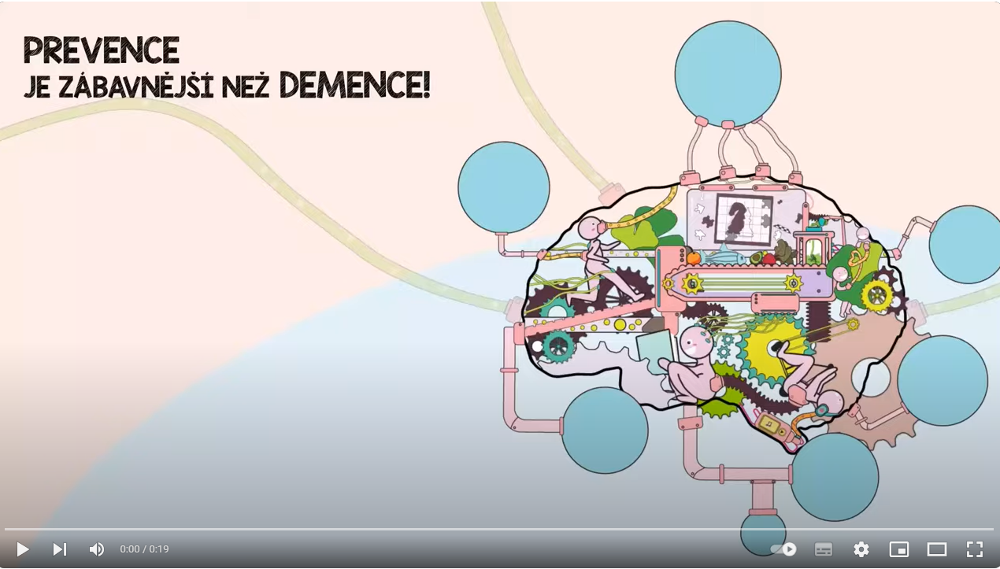 PREVENCE
JE ZÁBAVNĚJŠÍ NEŽ DEMENCE!
0:00 / 0:19